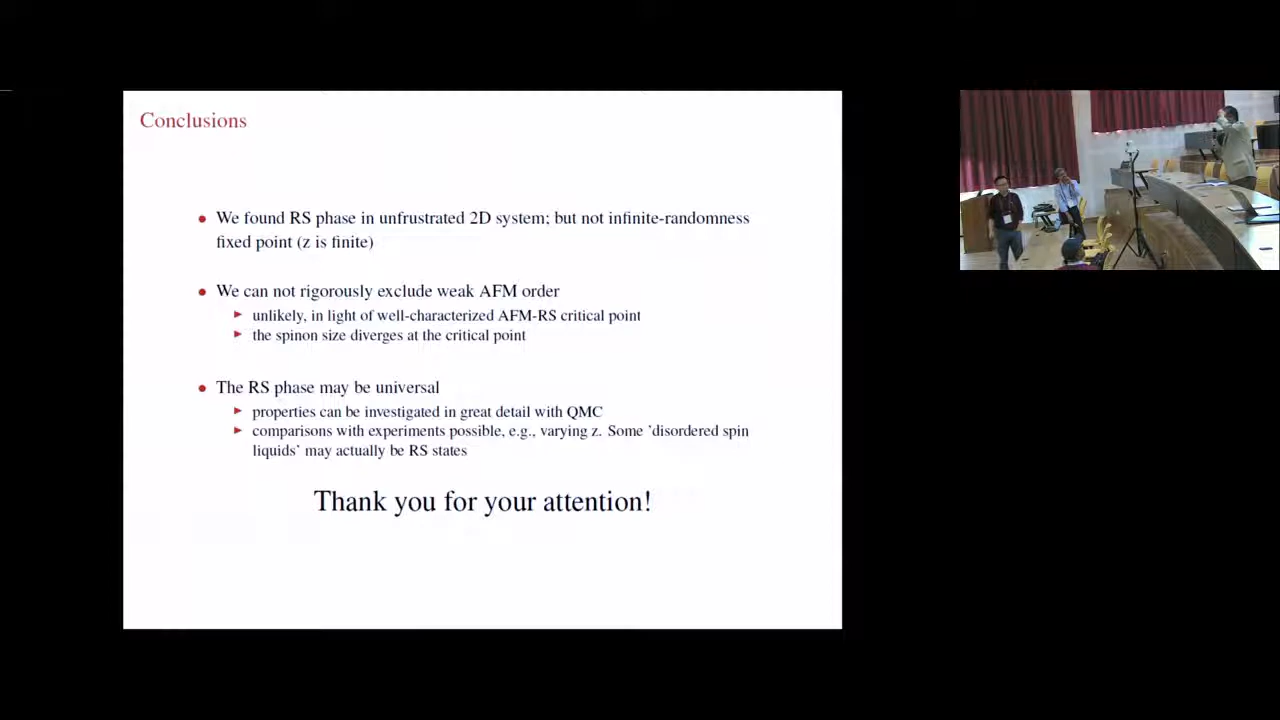 Conclusions
• We found RS phase in unfrustrated 2D system; but not infinite-randomness
fixed point (z is finite)
• We can not rigorously exclude weak AFM order
▶ unlikely, in light of well-characterized AFM-RS critical point
▶ the spinon size diverges at the critical point
• The RS phase may be universal
▶ properties can be investigated in great detail with QMC
▶ comparisons with experiments possible, e.g., varying z. Some 'disordered spin
liquids' may actually be RS states
Thank you for your attention!